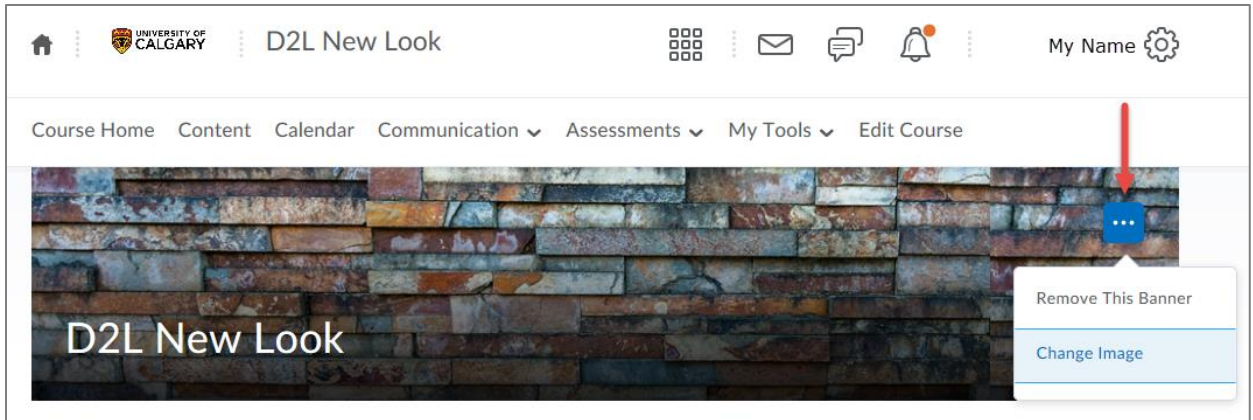 UNIVERSITY OF
CALGARY
D2L New Look
My Name
Course Home Content Calendar Communication Assessments My Tools Edit Course
D2L New Look
Remove This Banner
Change Image